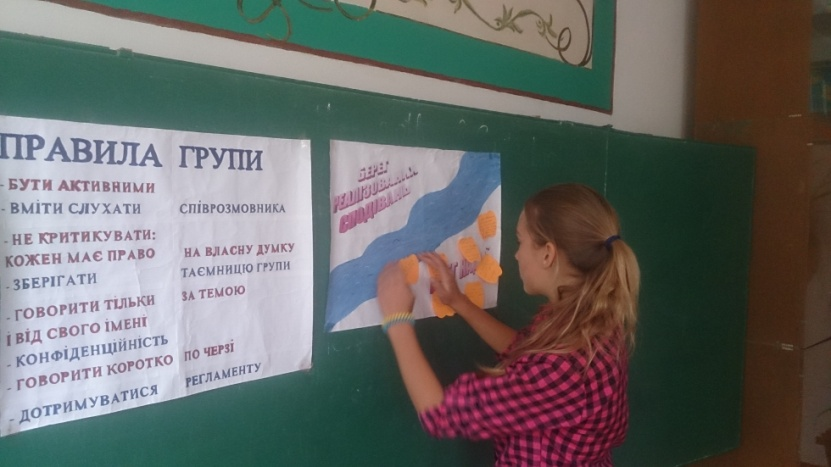 ПРАВИЛА ГРУПИ
- БУТИ АКТИВНИМИ
- ВМІТИ СЛУХАТИ СПІВРОЗМОВНИКА
- НЕ КРИТИКУВАТИ:
КОЖЕН МАЄ ПРАВО НА ВЛАСНУ ДУМКУ
- ЗБЕРІГАТИ ТАЄМНИЦЮ ГРУПИ
- ГОВОРИТИ ТІЛЬКИ ЗА ТЕМОЮ
І ВІД СВОГО ІМЕНІ
- КОНФІДЕНЦІЙНІСТЬ
- ГОВОРИТИ КОРОТКО ПО ЧЕРЗІ
- ДОТРИМУВАТИСЯ РЕГЛАМЕНТУ
БЕРЕГ
РЕАЛІЗОВАНИХ
СПОДІВАНЬ